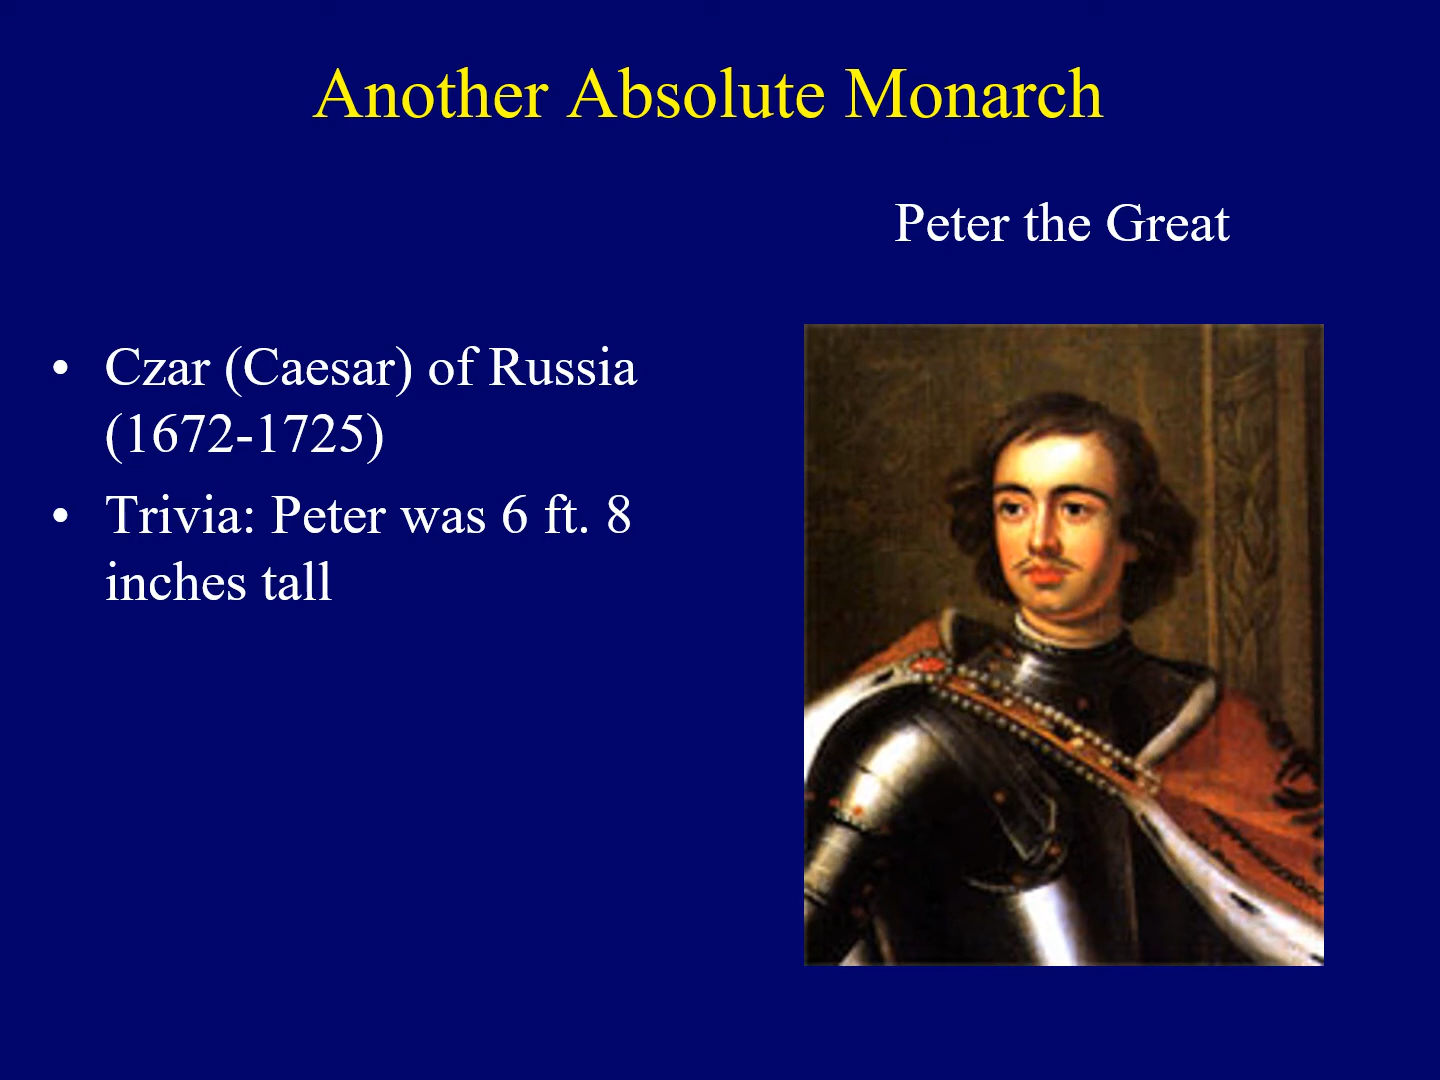 Another Absolute Monarch
Peter the Great
• Czar (Caesar) of Russia
(1672-1725)
• Trivia: Peter was 6 ft. 8
inches tall